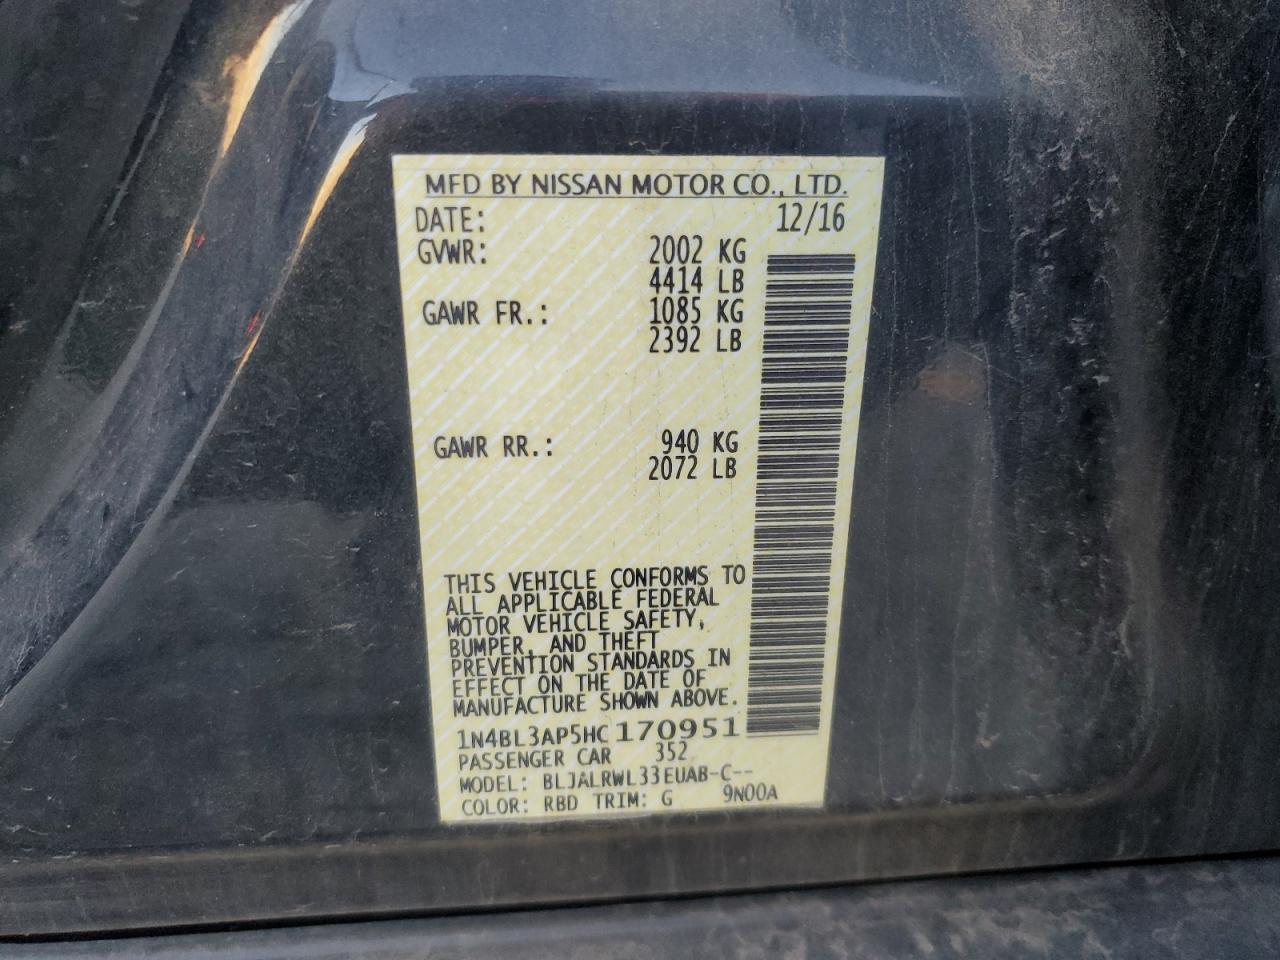 MFD BY NISSAN MOTOR CO., LTD.
DATE: 12/16
GVWR: 2002 KG
4414 LB
GAWR FR.: 1085 KG
2392 LB
GAWR RR.: 940 KG
2072 LB
THIS VEHICLE CONFORMS TO
ALL APPLICABLE FEDERAL
MOTOR VEHICLE SAFETY,
BUMPER, AND THEFT
PREVENTION STANDARDS IN
EFFECT ON THE DATE OF
MANUFACTURE SHOWN ABOVE.
1N4BL3AP5HC170951
PASSENGER CAR 352
MODEL: BLJALRWL33EUAB-C--
COLOR: RBD TRIM: G 9N00A